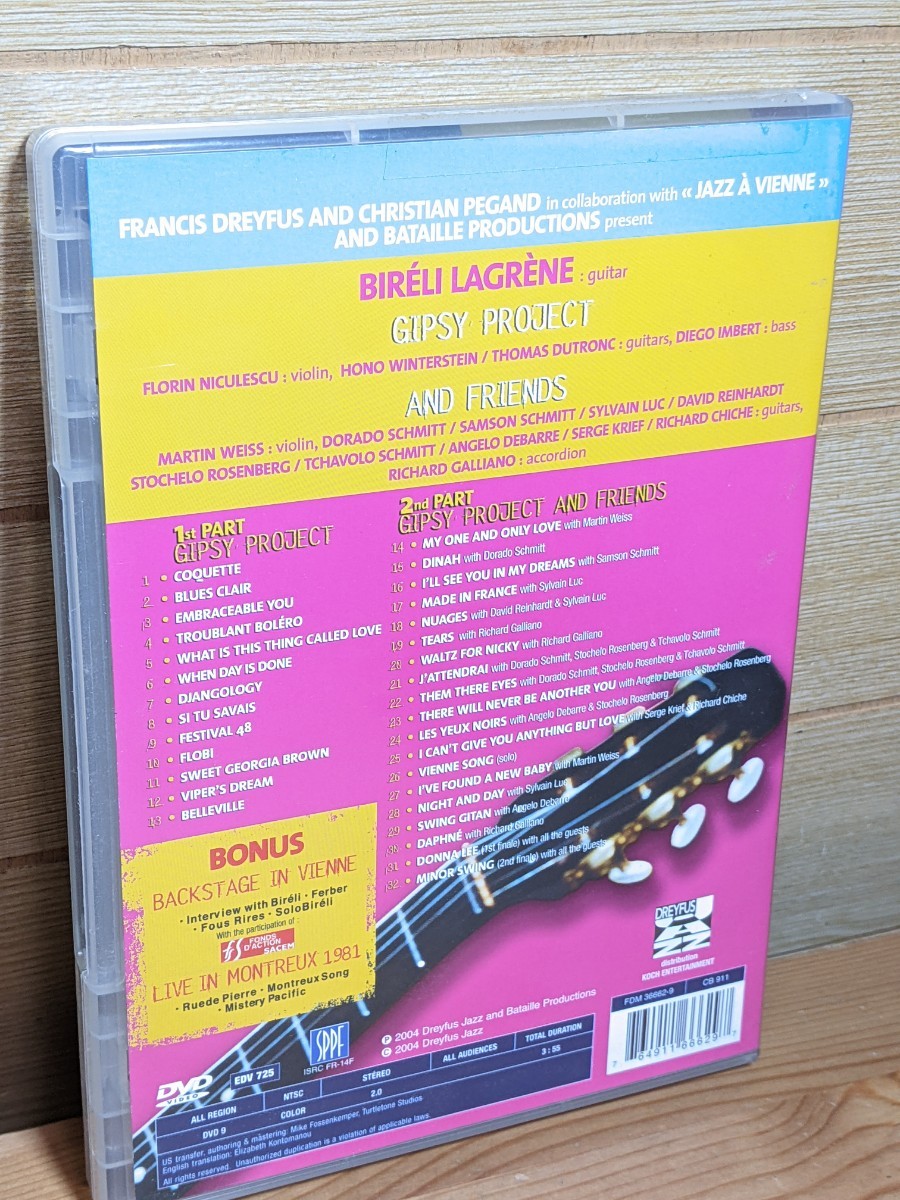 FRANCIS DREYFUS AND CHRISTIAN PEGAND in collaboration with « JAZZ À VIENNE »
AND BATAILLE PRODUCTIONS present
BIRÉLI LAGRÈNE : guitar
GIPSY PROJECT
FLORIN NICULESCU : violin, HONO WINTERSTEIN / THOMAS DUTRONC : guitars, DIEGO IMBERT : bass
AND FRIENDS
MARTIN WEISS : violin, DORADO SCHMITT / SAMSON SCHMITT / SYLVAIN LUC / DAVID REINHARDT
STOCHELO ROSENBERG / TCHAVOLO SCHMITT / ANGELO DEBARRE / SERGE KRIEF / RICHARD CHICHE : guitars,
RICHARD GALLIANO : accordion
1st PART
GIPSY PROJECT
1 • COQUETTE
2 • BLUES CLAIR
3 • EMBRACEABLE YOU
4 • TROUBLANT BOLÉRO
5 • WHAT IS THIS THING CALLED LOVE
6 • WHEN DAY IS DONE
7 • DJANGOLOGY
8 • SI TU SAVAIS
9 • FESTIVAL 48
10 • FLOBI
11 • SWEET GEORGIA BROWN
12 • VIPER'S DREAM
13 • BELLEVILLE
2nd PART
GIPSY PROJECT AND FRIENDS
14 • MY ONE AND ONLY LOVE with Martin Weiss
15 • DINAH with Dorado Schmitt
16 • I'LL SEE YOU IN MY DREAMS with Samson Schmitt
17 • MADE IN FRANCE with Sylvain Luc
18 • NUAGES with David Reinhardt & Sylvain Luc
19 • TEARS with Richard Galliano
20 • WALTZ FOR NICKY with Richard Galliano
21 • J'ATTENDRAI with Dorado Schmitt, Stochelo Rosenberg & Tchavolo Schmitt
22 • THEM THERE EYES with Dorado Schmitt, Stochelo Rosenberg & Tchavolo Schmitt
23 • THERE WILL NEVER BE ANOTHER YOU with Angelo Debarre & Stochelo Rosenberg
24 • LES YEUX NOIRS with Angelo Debarre & Stochelo Rosenberg
25 • I CAN'T GIVE YOU ANYTHING BUT LOVE with Serge Krief & Richard Chiche
26 • VIENNE SONG (solo)
27 • I'VE FOUND A NEW BABY with Martin Weiss
28 • NIGHT AND DAY with Sylvain Luc
29 • SWING GITAN with Angelo Debarre
30 • DAPHNÉ with Richard Galliano
31 • DONNA LEE (1st finale) with all the guests
32 • MINOR SWING (2nd finale) with all the guests
BONUS
BACKSTAGE IN VIENNE
• Interview with Biréli • Ferber
• Fous Rires • SoloBiréli
With the participation of :
fs FONDS
D'ACTION
SACEM
LIVE IN MONTREUX 1981
• Ruede Pierre • MontreuxSong
• Mistery Pacific
DREYFUS
JAZZ
distribution
KOCH ENTERTAINMENT
FDM 36662-9
CB 911
7 64911 66629 7
SPPF
ISRC FR-14F
Ⓟ 2004 Dreyfus Jazz and Bataille Productions
© 2004 Dreyfus Jazz
DVD
VIDEO
EDV 725
NTSC
STÉRÉO
ALL AUDIENCES
TOTAL DURATION
ALL REGION
DVD 9
COLOR
2.0
3 : 55
US transfer, authoring & mastering: Mike Fossenkemper, Turtletone Studios
English Translation: Elizabeth Kontomanou
All rights reserved. Unauthorized duplication is a violation of applicable laws.